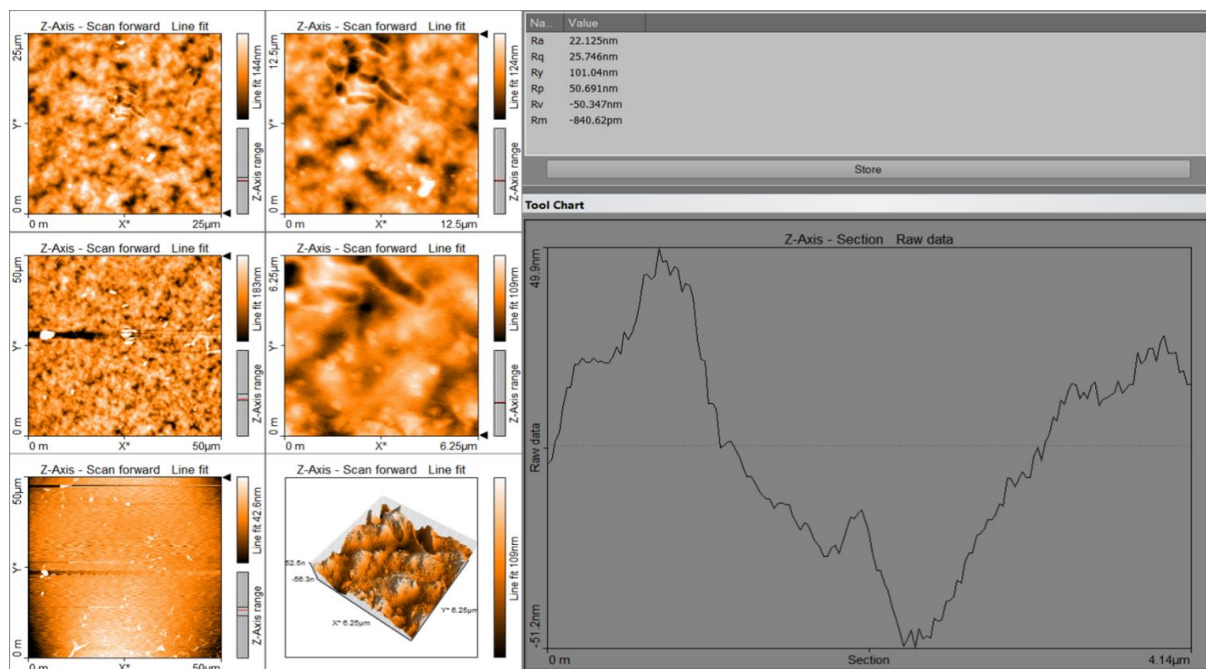 Z-Axis - Scan forward Line fit
25µm
Y*
0 m
0 m X* 25µm
Line fit 144nm
Z-Axis range
Z-Axis - Scan forward Line fit
12.5µm
Y*
0 m
0 m X* 12.5µm
Line fit 124nm
Z-Axis range
Z-Axis - Scan forward Line fit
50µm
Y*
0 m
0 m X* 50µm
Line fit 183nm
Z-Axis range
Z-Axis - Scan forward Line fit
6.25µm
Y*
0 m
0 m X* 6.25µm
Line fit 109nm
Z-Axis range
Z-Axis - Scan forward Line fit
50µm
Y*
0 m
0 m X* 50µm
Line fit 42.6nm
Z-Axis range
Z-Axis - Scan forward Line fit
-56.3n
X* 6.25µm
Y* 6.25µm
Line fit 109nm
Na... Value
Ra 22.125nm
Rq 25.746nm
Ry 101.04nm
Rp 50.691nm
Rv -50.347nm
Rm -840.62pm
Store
Tool Chart
Z-Axis - Section Raw data
49.9nm
Raw data
-51.2nm
0 m Section 4.14µm